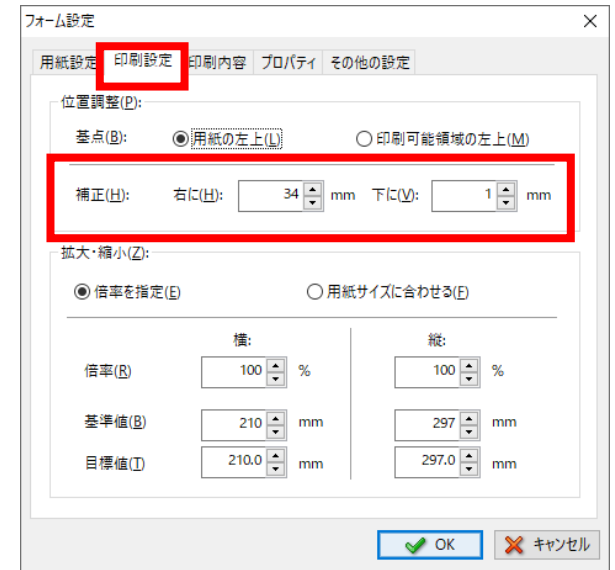 フォーム設定
用紙設定 印刷設定 印刷内容 プロパティ その他の設定
位置調整(P):
基点(B): 用紙の左上(L) 印刷可能領域の左上(M)
補正(H): 右に(H): 34 mm 下に(V): 1 mm
拡大・縮小(Z):
倍率を指定(E) 用紙サイズに合わせる(F)
横: 縦:
倍率(R) 100 % 100 %
基準値(B) 210 mm 297 mm
目標値(T) 210.0 mm 297.0 mm
OK キャンセル